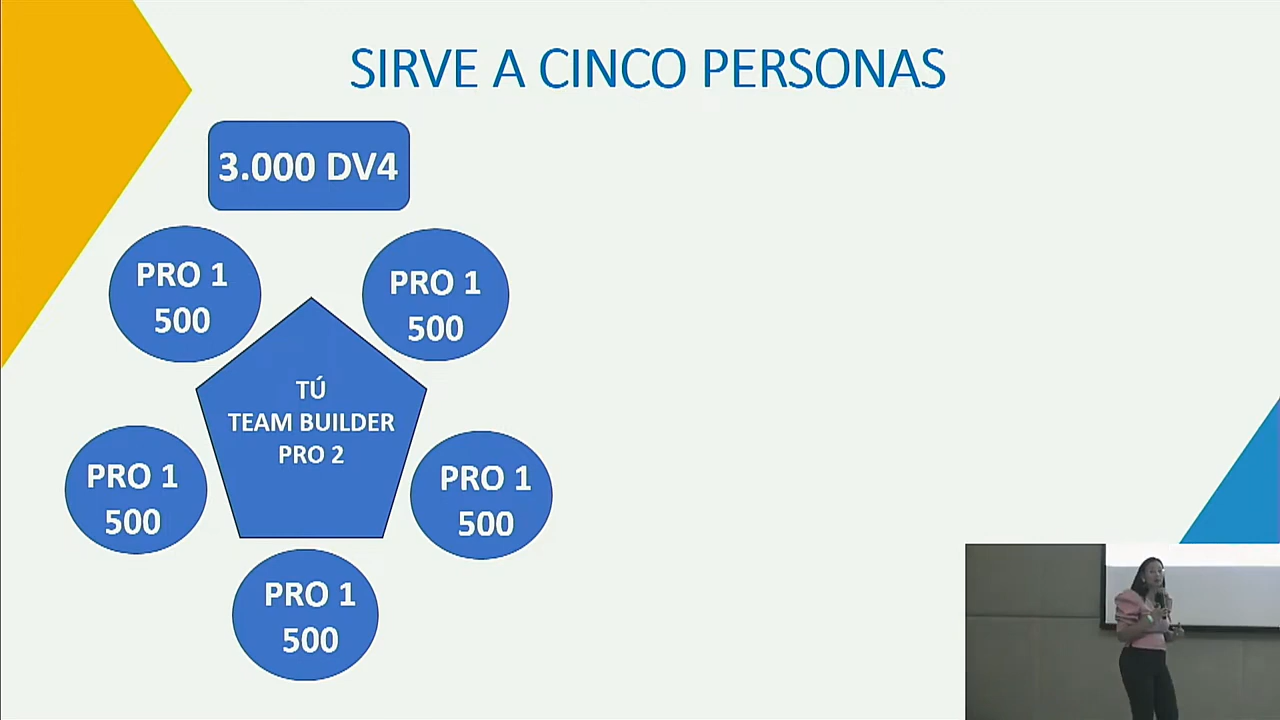 SIRVE A CINCO PERSONAS
3.000 DV4
PRO 1
500
PRO 1
500
TÚ
TEAM BUILDER
PRO 2
PRO 1
500
PRO 1
500
PRO 1
500